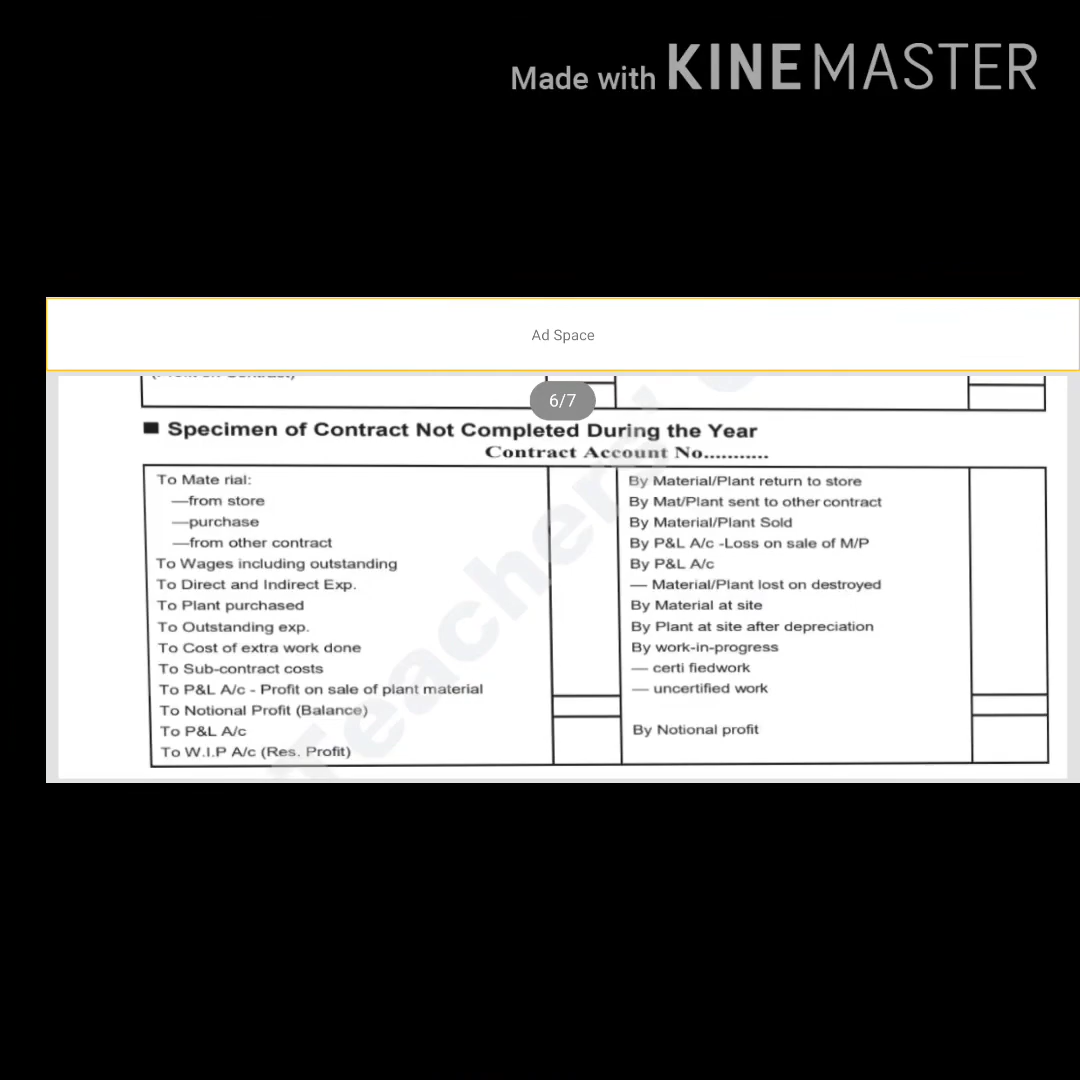 Made with KINEMASTER
Ad Space
6/7
■ Specimen of Contract Not Completed During the Year
Contract Account No...........
To Mate rial:
—from store
—purchase
—from other contract
To Wages including outstanding
To Direct and Indirect Exp.
To Plant purchased
To Outstanding exp.
To Cost of extra work done
To Sub-contract costs
To P&L A/c - Profit on sale of plant material
To Notional Profit (Balance)
To P&L A/c
To W.I.P A/c (Res. Profit)
By Material/Plant return to store
By Mat/Plant sent to other contract
By Material/Plant Sold
By P&L A/c -Loss on sale of M/P
By P&L A/c
— Material/Plant lost on destroyed
By Material at site
By Plant at site after depreciation
By work-in-progress
— certi fiedwork
— uncertified work
By Notional profit
Teachers